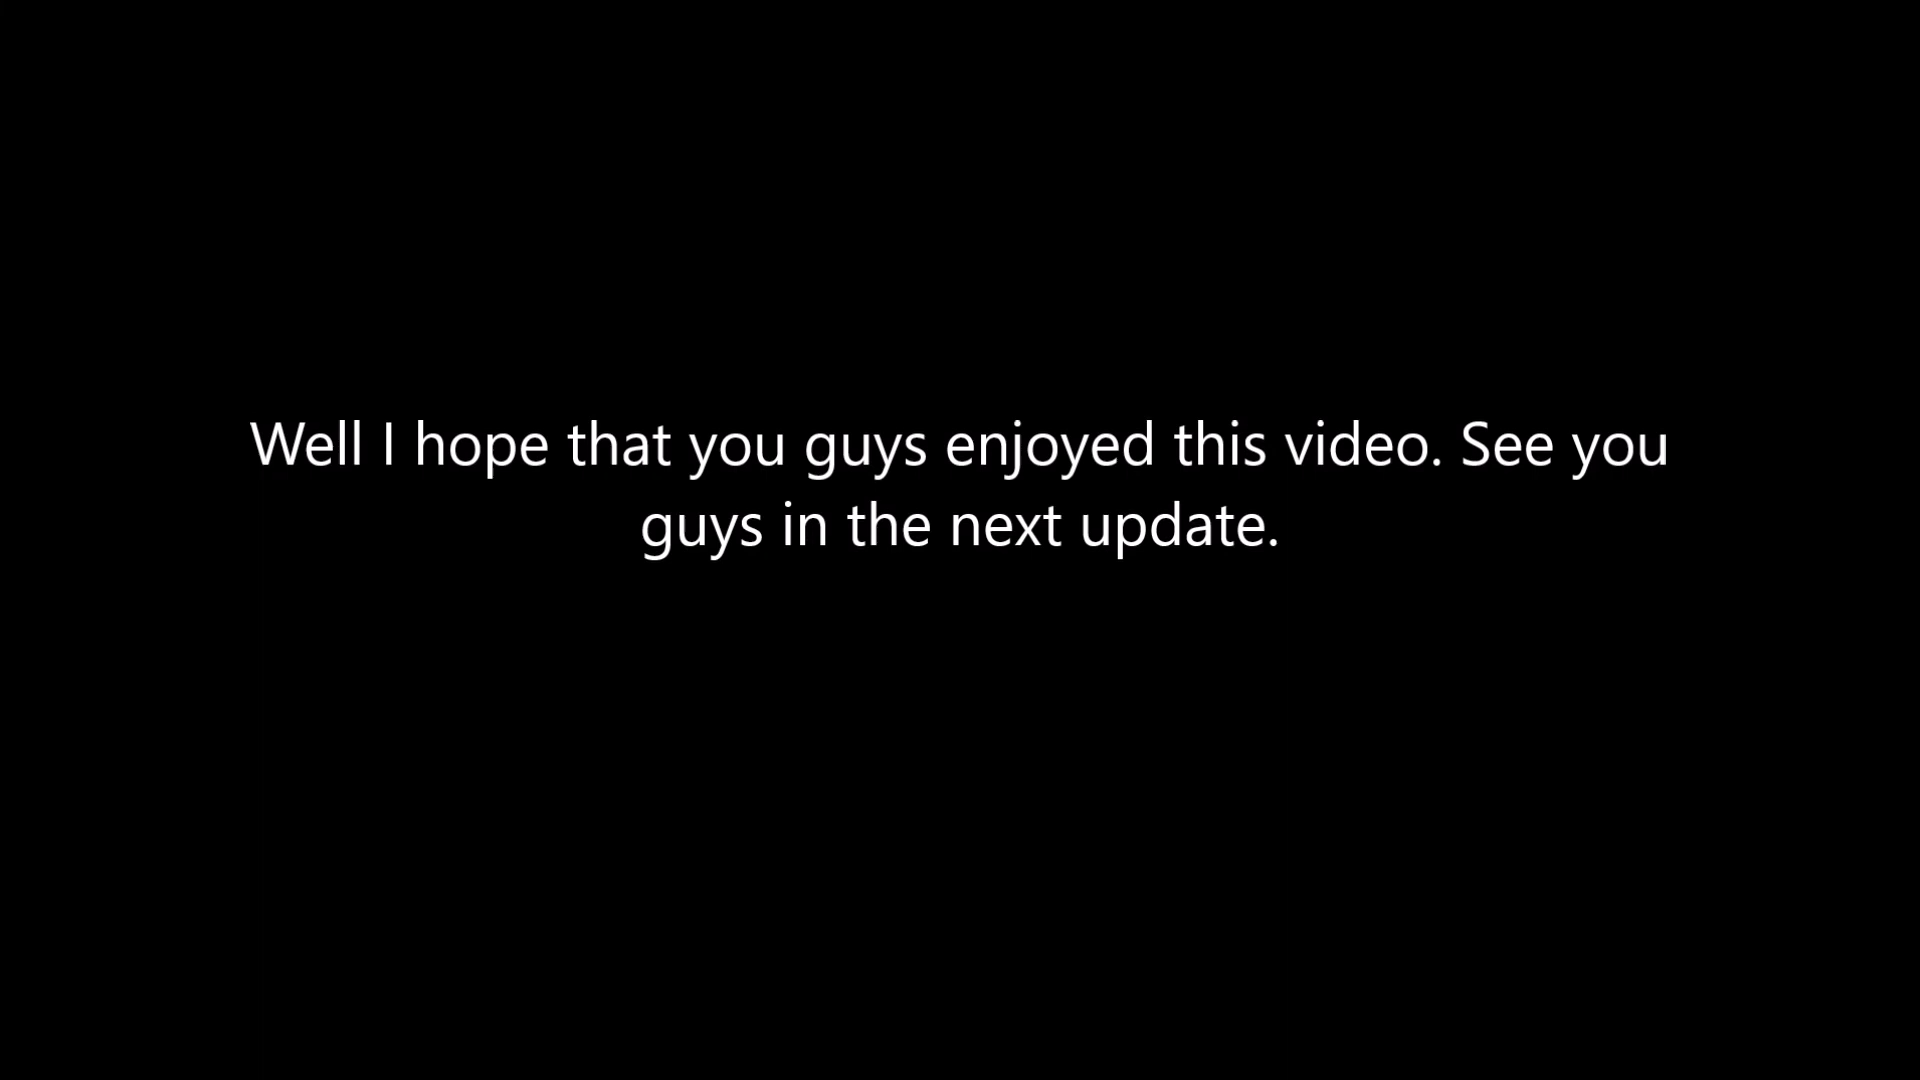 Well I hope that you guys enjoyed this video. See you
guys in the next update.